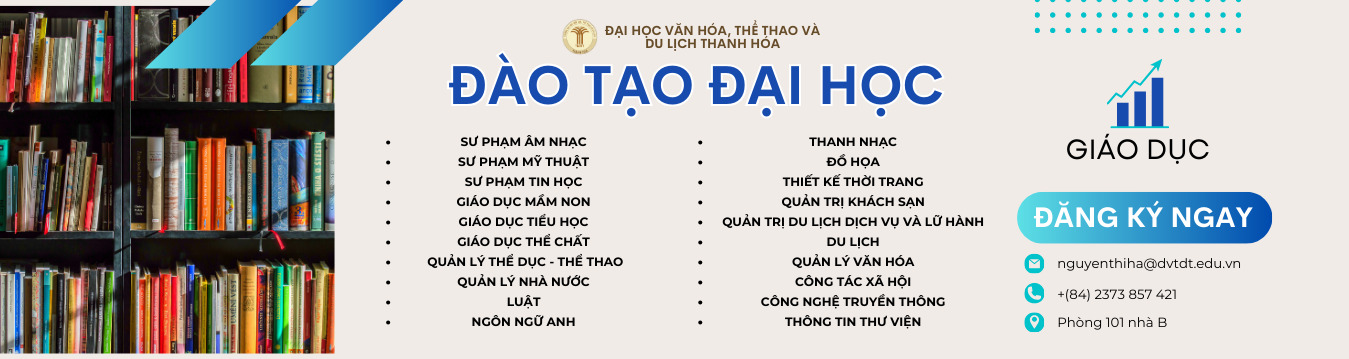 ĐẠI HỌC VĂN HÓA, THỂ THAO VÀ
DU LỊCH THANH HÓA
ĐÀO TẠO ĐẠI HỌC
SƯ PHẠM ÂM NHẠC
SƯ PHẠM MỸ THUẬT
SƯ PHẠM TIN HỌC
GIÁO DỤC MẦM NON
GIÁO DỤC TIỂU HỌC
GIÁO DỤC THỂ CHẤT
QUẢN LÝ THỂ DỤC - THỂ THAO
QUẢN LÝ NHÀ NƯỚC
LUẬT
NGÔN NGỮ ANH
THANH NHẠC
ĐỒ HỌA
THIẾT KẾ THỜI TRANG
QUẢN TRỊ KHÁCH SẠN
QUẢN TRỊ DU LỊCH DỊCH VỤ VÀ LỮ HÀNH
DU LỊCH
QUẢN LÝ VĂN HÓA
CÔNG TÁC XÃ HỘI
CÔNG NGHỆ TRUYỀN THÔNG
THÔNG TIN THƯ VIỆN
GIÁO DỤC
ĐĂNG KÝ NGAY
nguyenthiha@dvtdt.edu.vn
+(84) 2373 857 421
Phòng 101 nhà B